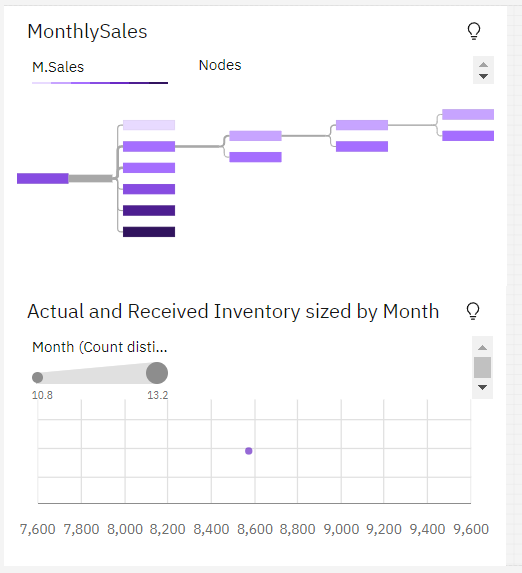 MonthlySales
M.Sales
Nodes
Actual and Received Inventory sized by Month
Month (Count disti...
10.8 13.2
7,600 7,800 8,000 8,200 8,400 8,600 8,800 9,000 9,200 9,400 9,600